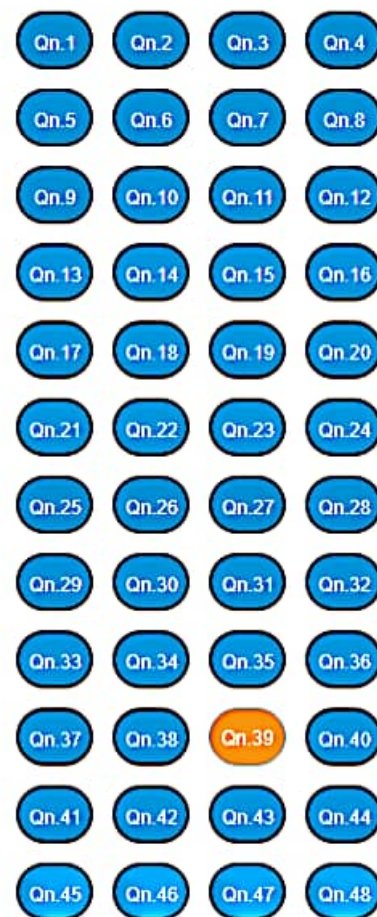 Qn.1 Qn.2 Qn.3 Qn.4
Qn.5 Qn.6 Qn.7 Qn.8
Qn.9 Qn.10 Qn.11 Qn.12
Qn.13 Qn.14 Qn.15 Qn.16
Qn.17 Qn.18 Qn.19 Qn.20
Qn.21 Qn.22 Qn.23 Qn.24
Qn.25 Qn.26 Qn.27 Qn.28
Qn.29 Qn.30 Qn.31 Qn.32
Qn.33 Qn.34 Qn.35 Qn.36
Qn.37 Qn.38 Qn.39 Qn.40
Qn.41 Qn.42 Qn.43 Qn.44
Qn.45 Qn.46 Qn.47 Qn.48